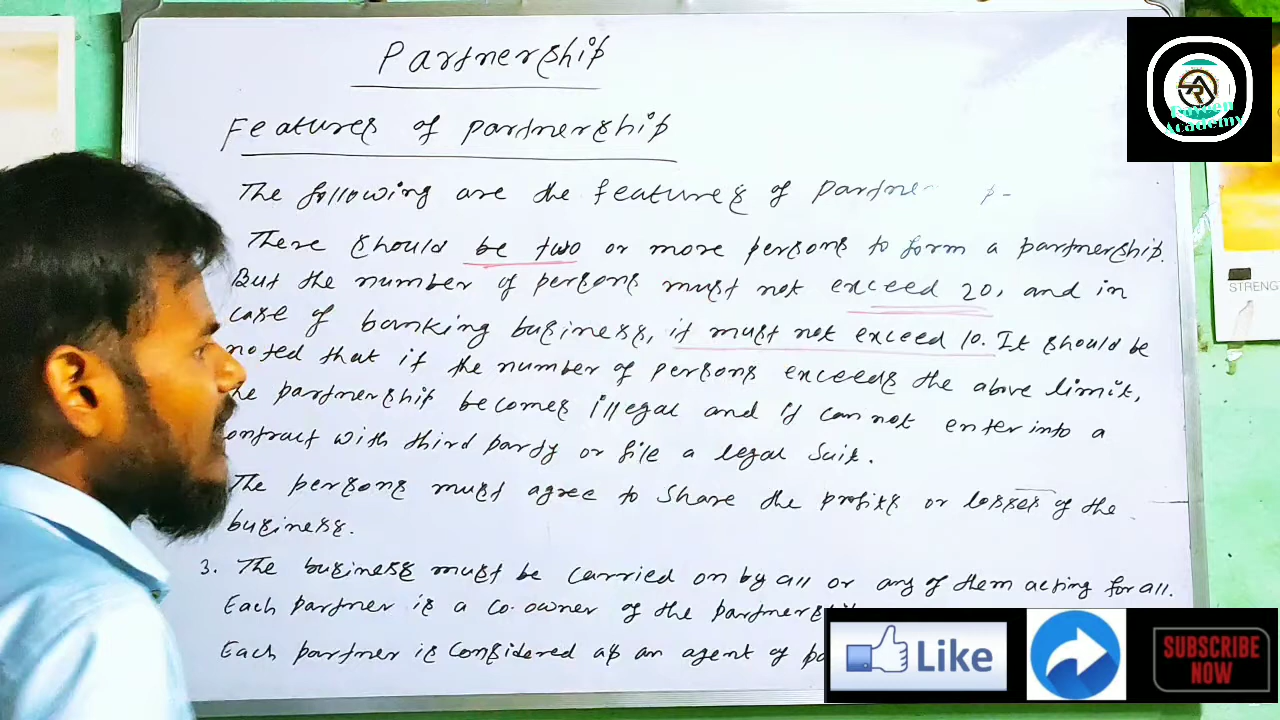 Partnership
Features of partnership
The following are the features of
There should be two or more persons to form a partnership.
But the number of persons must not exceed 20, and in
case of banking business, it must not exceed 10. It should be
noted that if the number of persons exceeds the above limit,
the partnership becomes illegal and it can not enter into a
contract with third party or file a legal suit.
The persons must agree to share the profits or losses of the
business.
3. The business must be carried on by all or any of them acting for all.
Each partner is a co-owner of the
Each partner is considered as an agent of
Academy
STRENG
Like
SUBSCRIBE
NOW